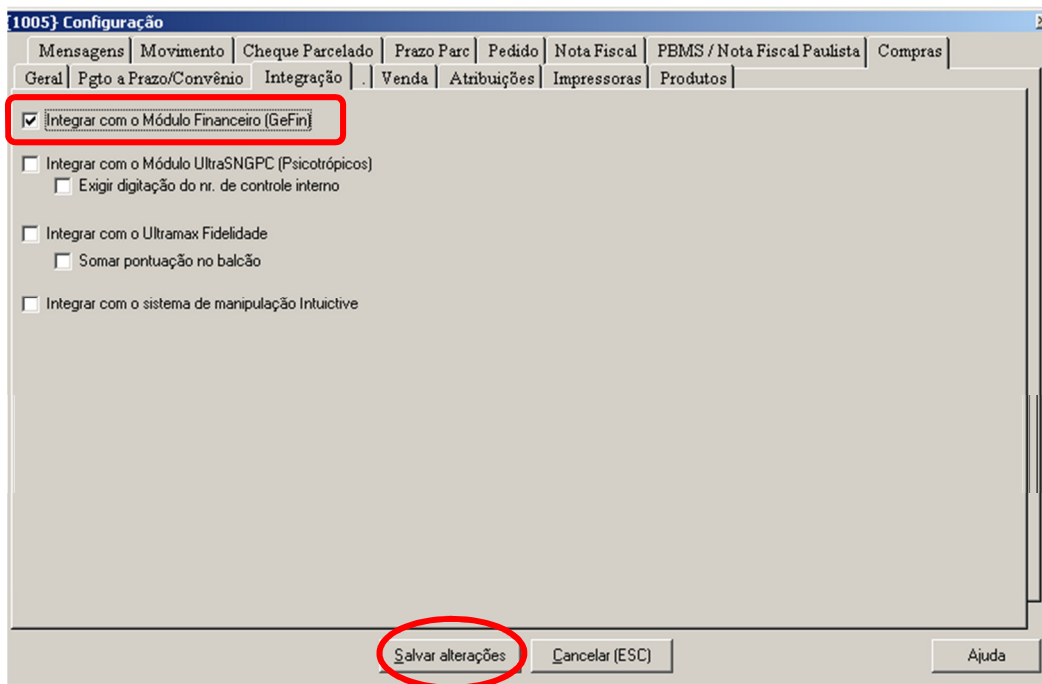 {1005} Configuração
Mensagens Movimento Cheque Parcelado Prazo Parc Pedido Nota Fiscal PBMS / Nota Fiscal Paulista Compras
Geral Pgto a Prazo/Convênio Integração . Venda Atribuições Impressoras Produtos
Integrar com o Módulo Financeiro (GeFin)
Integrar com o Módulo UltraSNGPC (Psicotrópicos)
Exigir digitação do nr. de controle interno
Integrar com o Ultramax Fidelidade
Somar pontuação no balcão
Integrar com o sistema de manipulação Intuictive
Salvar alterações Cancelar (ESC) Ajuda